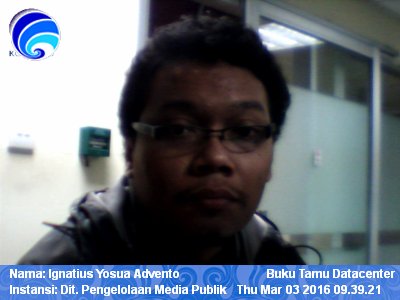 Nama: Ignatius Yosua Advento Buku Tamu Datacenter
Instansi: Dit. Pengelolaan Media Publik Thu Mar 03 2016 09.39.21